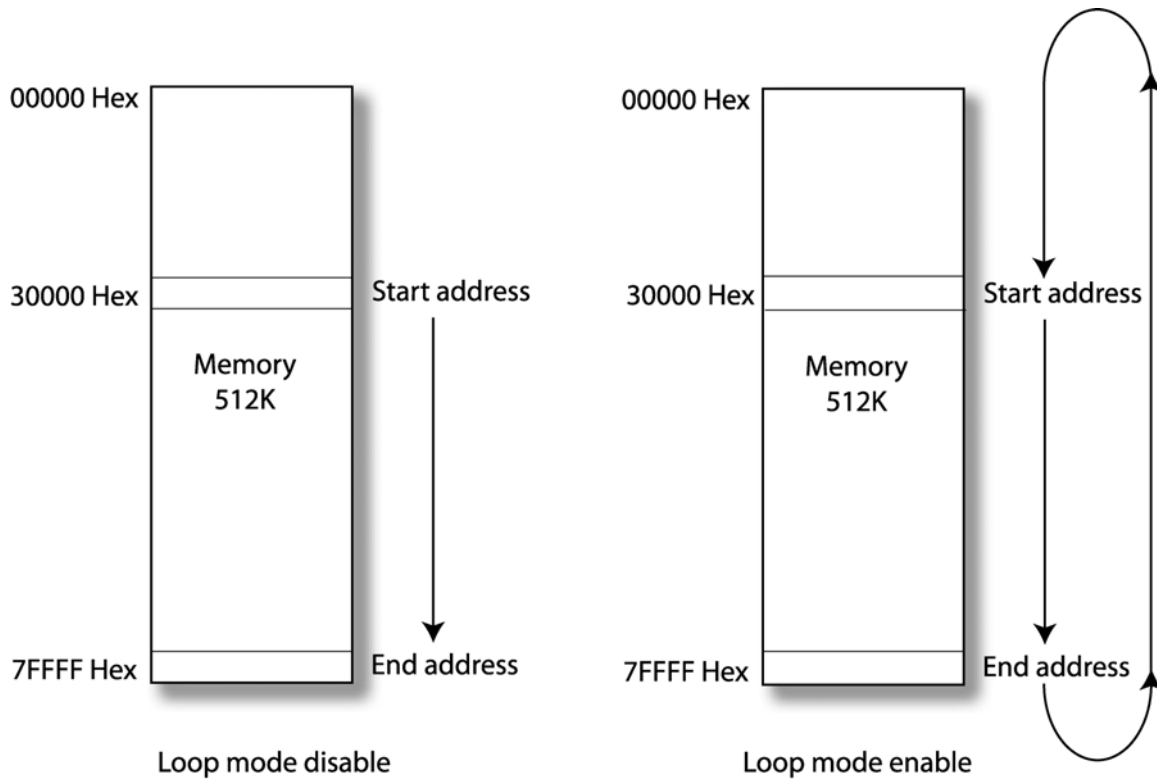 00000 Hex
30000 Hex
Start address
Memory
512K
7FFFF Hex
End address
Loop mode disable
00000 Hex
30000 Hex
Start address
Memory
512K
7FFFF Hex
End address
Loop mode enable